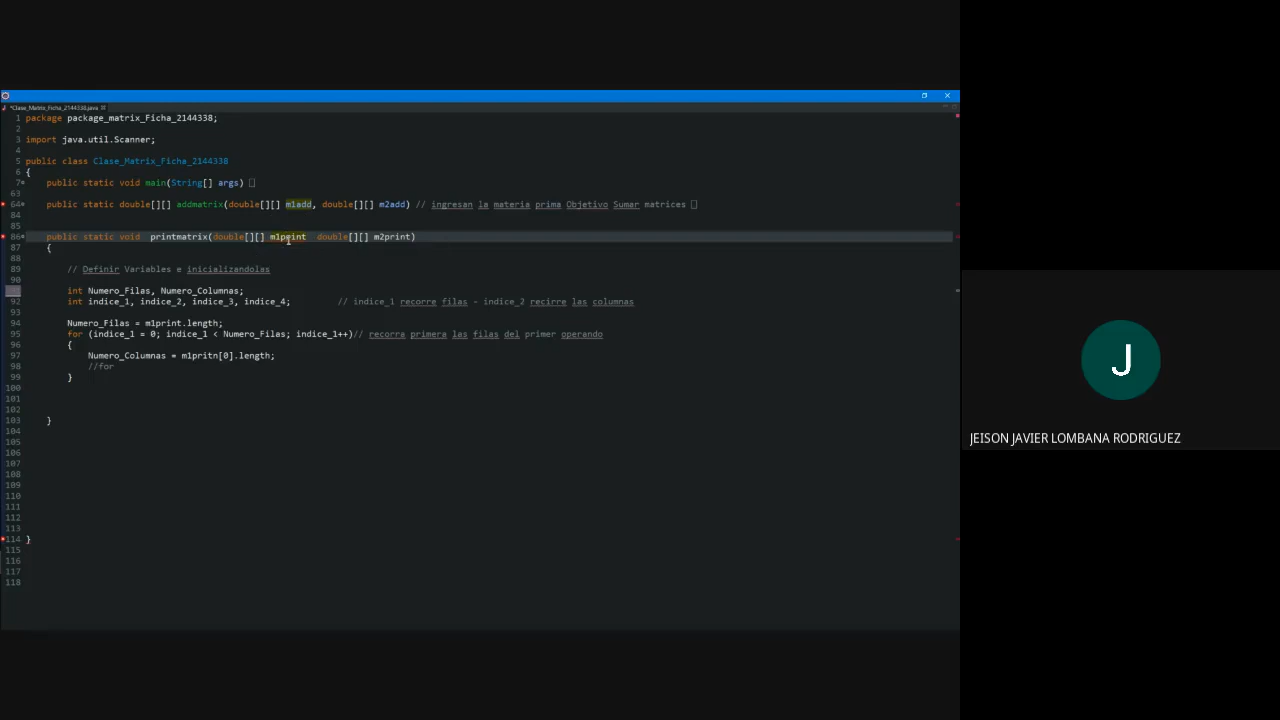 *Clase_Matrix_Ficha_2144338.java
1 package package_matrix_Ficha_2144338;
2
3 import java.util.Scanner;
4
5 public class Clase_Matrix_Ficha_2144338
6 {
7 public static void main(String[] args)
63
64 public static double[][] addmatrix(double[][] m1add, double[][] m2add) // ingresan la materia prima Objetivo Sumar matrices
84
85
86 public static void printmatrix(double[][] m1print double[][] m2print)
87 {
88
89 // Definir Variables e inicializandolas
90
int Numero_Filas, Numero_Columnas;
92 int indice_1, indice_2, indice_3, indice_4; // indice_1 recorre filas - indice_2 recirre las columnas
93
94 Numero_Filas = m1print.length;
95 for (indice_1 = 0; indice_1 < Numero_Filas; indice_1++)// recorra primera las filas del primer operando
96 {
97 Numero_Columnas = m1pritn[0].length;
98 //for
99 }
100
101
102
103 }
104
105
106
107
108
109
110
111
112
113
114 }
115
116
117
118
J
JEISON JAVIER LOMBANA RODRIGUEZ